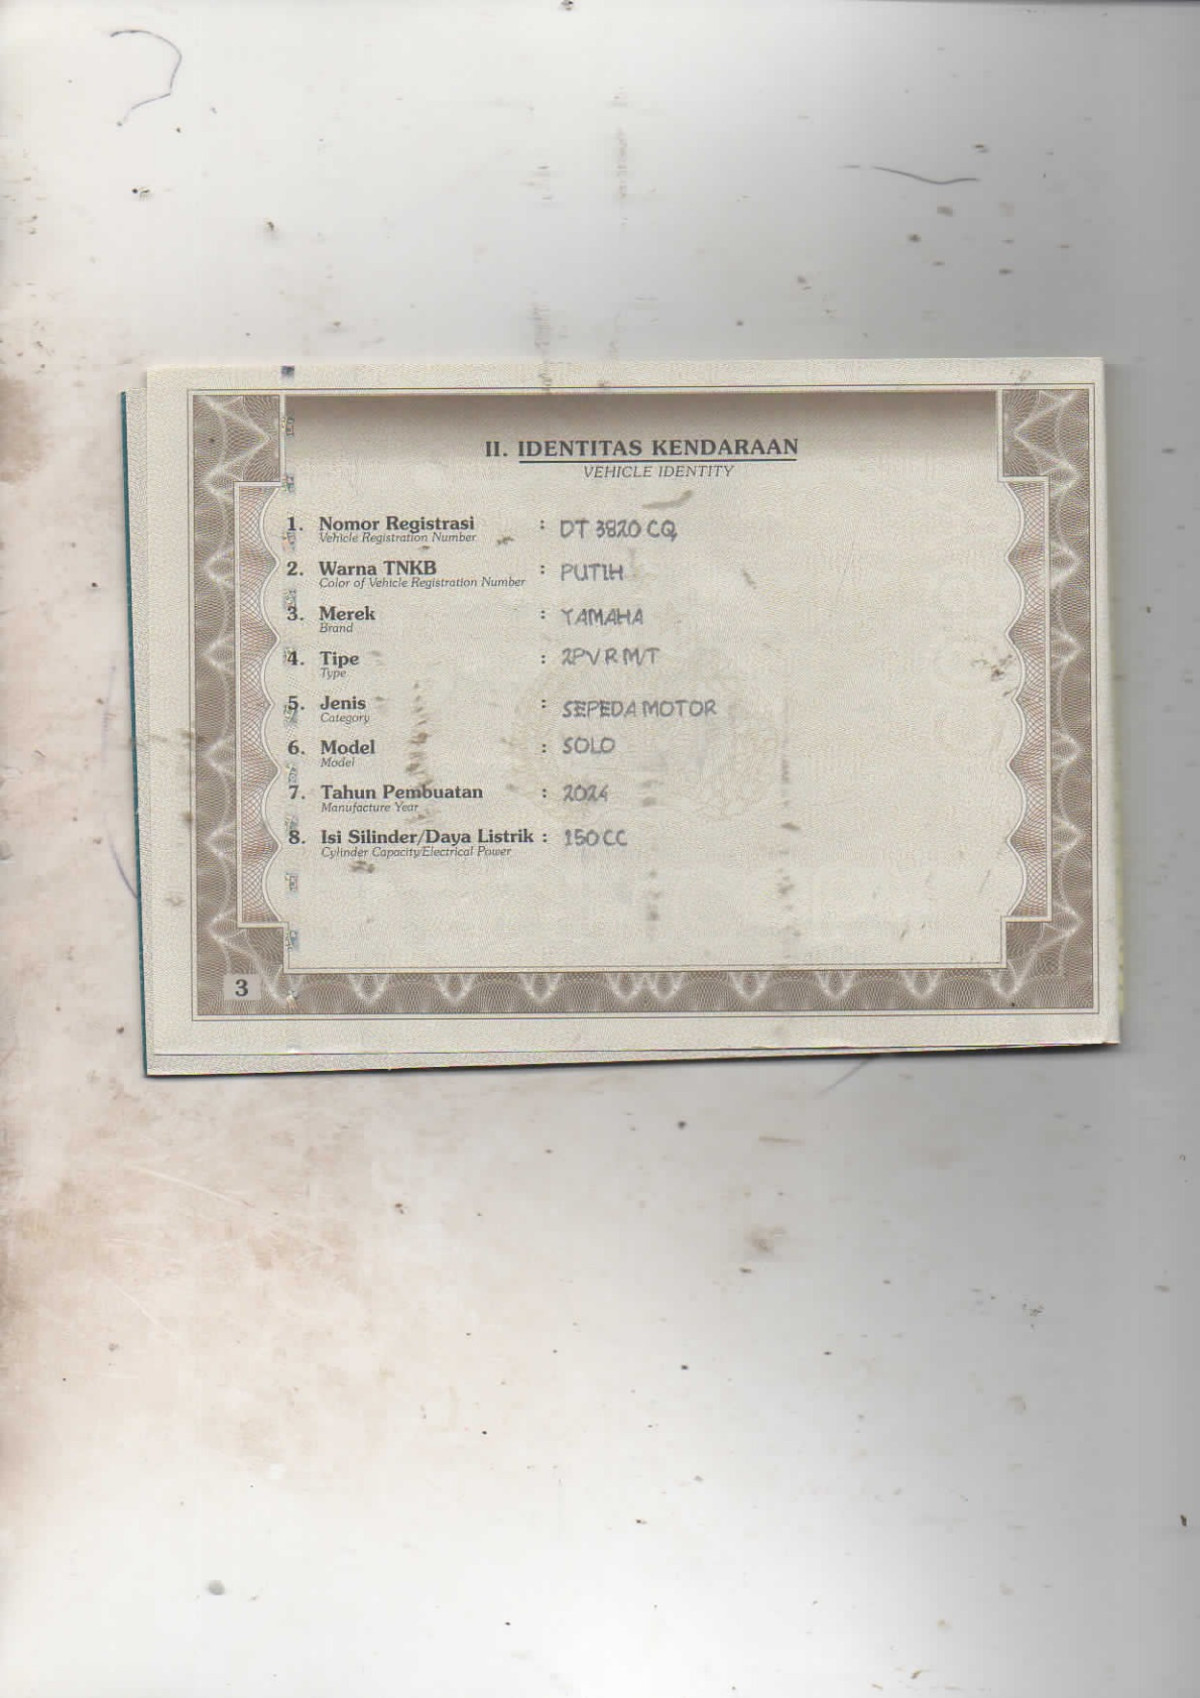 II. IDENTITAS KENDARAAN
VEHICLE IDENTITY
1. Nomor Registrasi : DT 3820 CQ
Vehicle Registration Number
2. Warna TNKB : PUTIH
Color of Vehicle Registration Number
3. Merek : YAMAHA
Brand
4. Tipe : 2PV R M/T
Type
5. Jenis : SEPEDA MOTOR
Category
6. Model : SOLO
Model
7. Tahun Pembuatan : 2024
Manufacture Year
8. Isi Silinder/Daya Listrik : 150 CC
Cylinder Capacity/Electrical Power
3